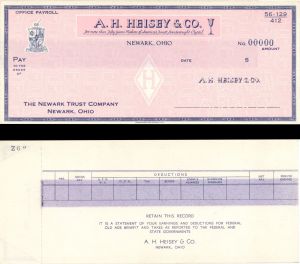 OFFICE PAYROLL
A. H. HEISEY & CO.
56-129
412
NEWARK, OHIO
No. 00000
PAY
TO THE
ORDER
OF
DATE
$
AMOUNT
A. H. HEISEY & CO.
H
THE NEWARK TRUST COMPANY
NEWARK, OHIO
DEDUCTIONS
RETAIN THIS RECORD
IT IS A STATEMENT OF YOUR EARNINGS AND DEDUCTIONS FOR FEDERAL
OLD AGE BENEFIT AND TAXES AS REPORTED TO THE FEDERAL AND
STATE GOVERNMENTS
A. H. HEISEY & CO.
NEWARK, OHIO